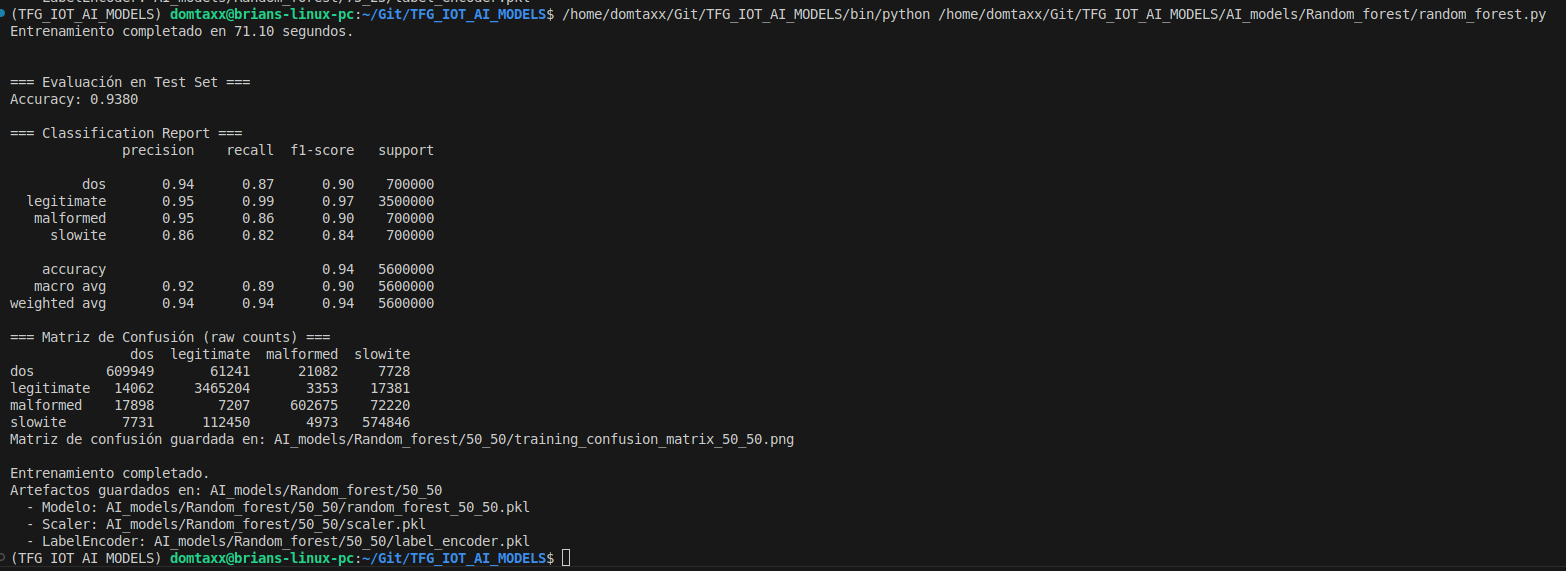 - LabelEncoder: AI_models/Random_forest/75_25/label_encoder.pkl
(TFG_IOT_AI_MODELS) domtaxx@brians-linux-pc:~/Git/TFG_IOT_AI_MODELS$ /home/domtaxx/Git/TFG_IOT_AI_MODELS/bin/python /home/domtaxx/Git/TFG_IOT_AI_MODELS/AI_models/Random_forest/random_forest.py
Entrenamiento completado en 71.10 segundos.
=== Evaluación en Test Set ===
Accuracy: 0.9380
=== Classification Report ===
precision recall f1-score support
dos 0.94 0.87 0.90 700000
legitimate 0.95 0.99 0.97 3500000
malformed 0.95 0.86 0.90 700000
slowite 0.86 0.82 0.84 700000
accuracy 0.94 5600000
macro avg 0.92 0.89 0.90 5600000
weighted avg 0.94 0.94 0.94 5600000
=== Matriz de Confusión (raw counts) ===
dos legitimate malformed slowite
dos 609949 61241 21082 7728
legitimate 14062 3465204 3353 17381
malformed 17898 7207 602675 72220
slowite 7731 112450 4973 574846
Matriz de confusión guardada en: AI_models/Random_forest/50_50/training_confusion_matrix_50_50.png
Entrenamiento completado.
Artefactos guardados en: AI_models/Random_forest/50_50
- Modelo: AI_models/Random_forest/50_50/random_forest_50_50.pkl
- Scaler: AI_models/Random_forest/50_50/scaler.pkl
- LabelEncoder: AI_models/Random_forest/50_50/label_encoder.pkl
(TFG_IOT_AI_MODELS) domtaxx@brians-linux-pc:~/Git/TFG_IOT_AI_MODELS$